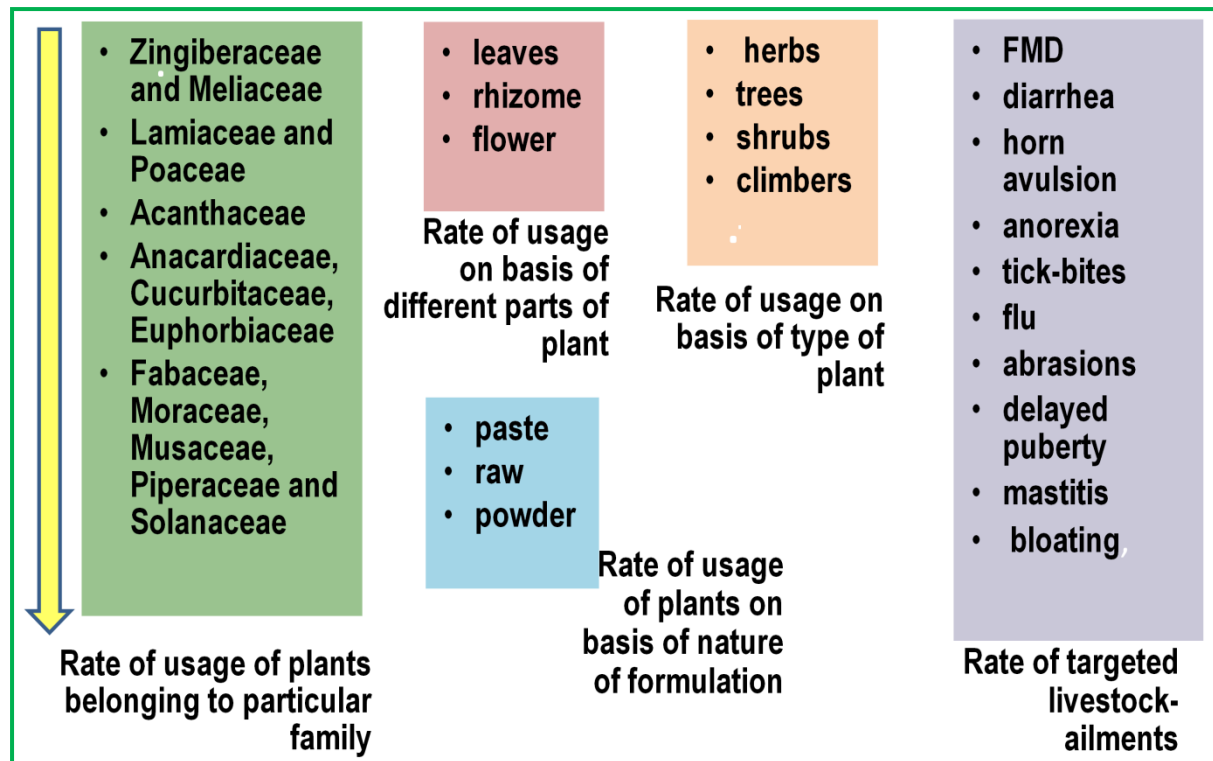 • Zingiberaceae
and Meliaceae
• Lamiaceae and
Poaceae
• Acanthaceae
• Anacardiaceae,
Cucurbitaceae,
Euphorbiaceae
• Fabaceae,
Moraceae,
Musaceae,
Piperaceae and
Solanaceae
Rate of usage of plants
belonging to particular
family
• leaves
• rhizome
• flower
Rate of usage
on basis of
different parts of
plant
• paste
• raw
• powder
Rate of usage
of plants on
basis of nature
of formulation
• herbs
• trees
• shrubs
• climbers
Rate of usage on
basis of type of
plant
• FMD
• diarrhea
• horn
avulsion
• anorexia
• tick-bites
• flu
• abrasions
• delayed
puberty
• mastitis
• bloating,
Rate of targeted
livestock-
ailments